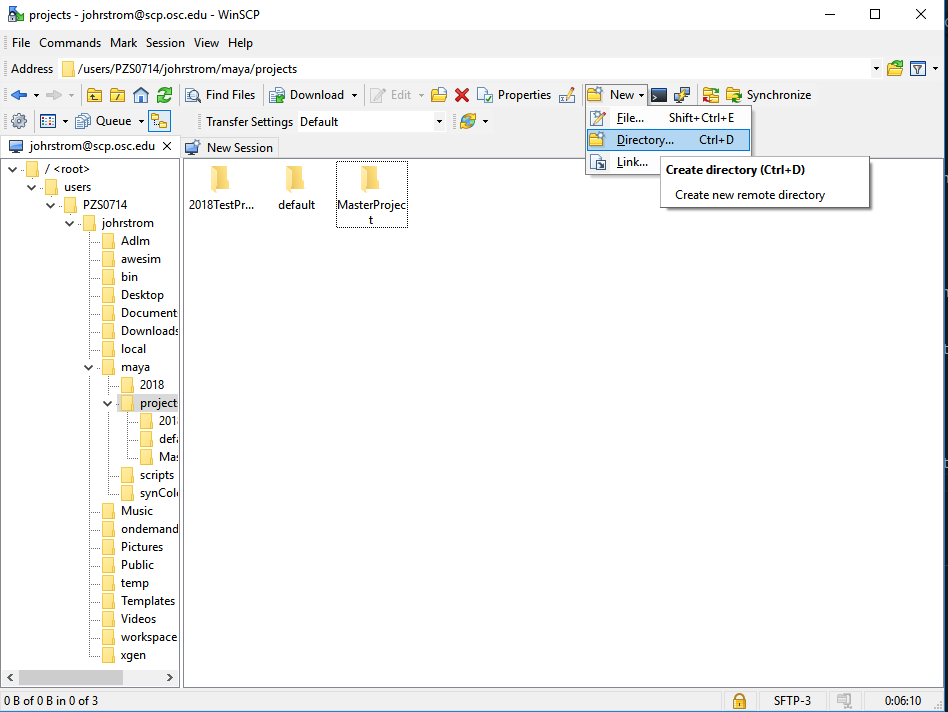 projects - johrstrom@scp.osc.edu - WinSCP
File Commands Mark Session View Help
Address /users/PZS0714/johrstrom/maya/projects
Find Files Download Edit Properties New Synchronize
Queue Transfer Settings Default
File... Shift+Ctrl+E
Directory... Ctrl+D
Link...
Create directory (Ctrl+D)
Create new remote directory
johrstrom@scp.osc.edu New Session
/ <root>
users
PZS0714
johrstrom
Adlm
awesim
bin
Desktop
Document
Downloads
local
maya
2018
project
201
defa
Mas
scripts
synCol
Music
ondemand
Pictures
Public
temp
Templates
Videos
workspace
xgen
2018TestPr...
default
MasterProjec
t
0 B of 0 B in 0 of 3
SFTP-3
0:06:10